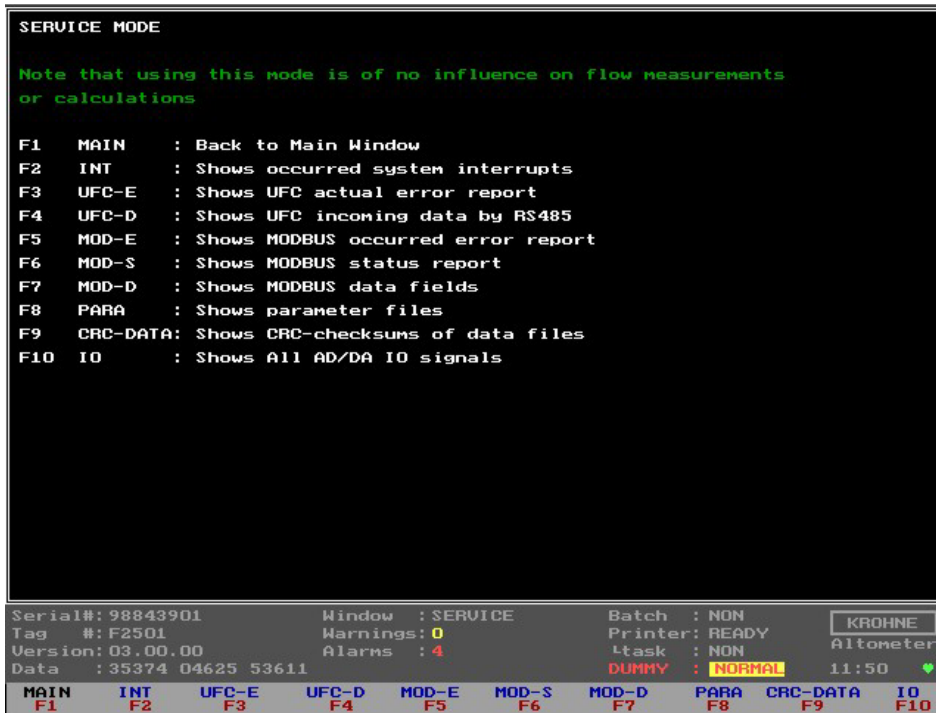 SERVICE MODE
Note that using this mode is of no influence on flow measurements
or calculations
F1 MAIN : Back to Main Window
F2 INT : Shows occurred system interrupts
F3 UFC-E : Shows UFC actual error report
F4 UFC-D : Shows UFC incoming data by RS485
F5 MOD-E : Shows MODBUS occurred error report
F6 MOD-S : Shows MODBUS status report
F7 MOD-D : Shows MODBUS data fields
F8 PARA : Shows parameter files
F9 CRC-DATA: Shows CRC-checksums of data files
F10 IO : Shows All AD/DA IO signals
Serial#: 98843901 Window : SERVICE Batch : NON KROHNE
Tag #: F2501 Warnings: 0 Printer: READY
Version: 03.00.00 Alarms : 4 └task : NON Altometer
Data : 35374 04625 53611 DUMMY : NORMAL 11:50 ♥
MAIN INT UFC-E UFC-D MOD-E MOD-S MOD-D PARA CRC-DATA IO
F1 F2 F3 F4 F5 F6 F7 F8 F9 F10